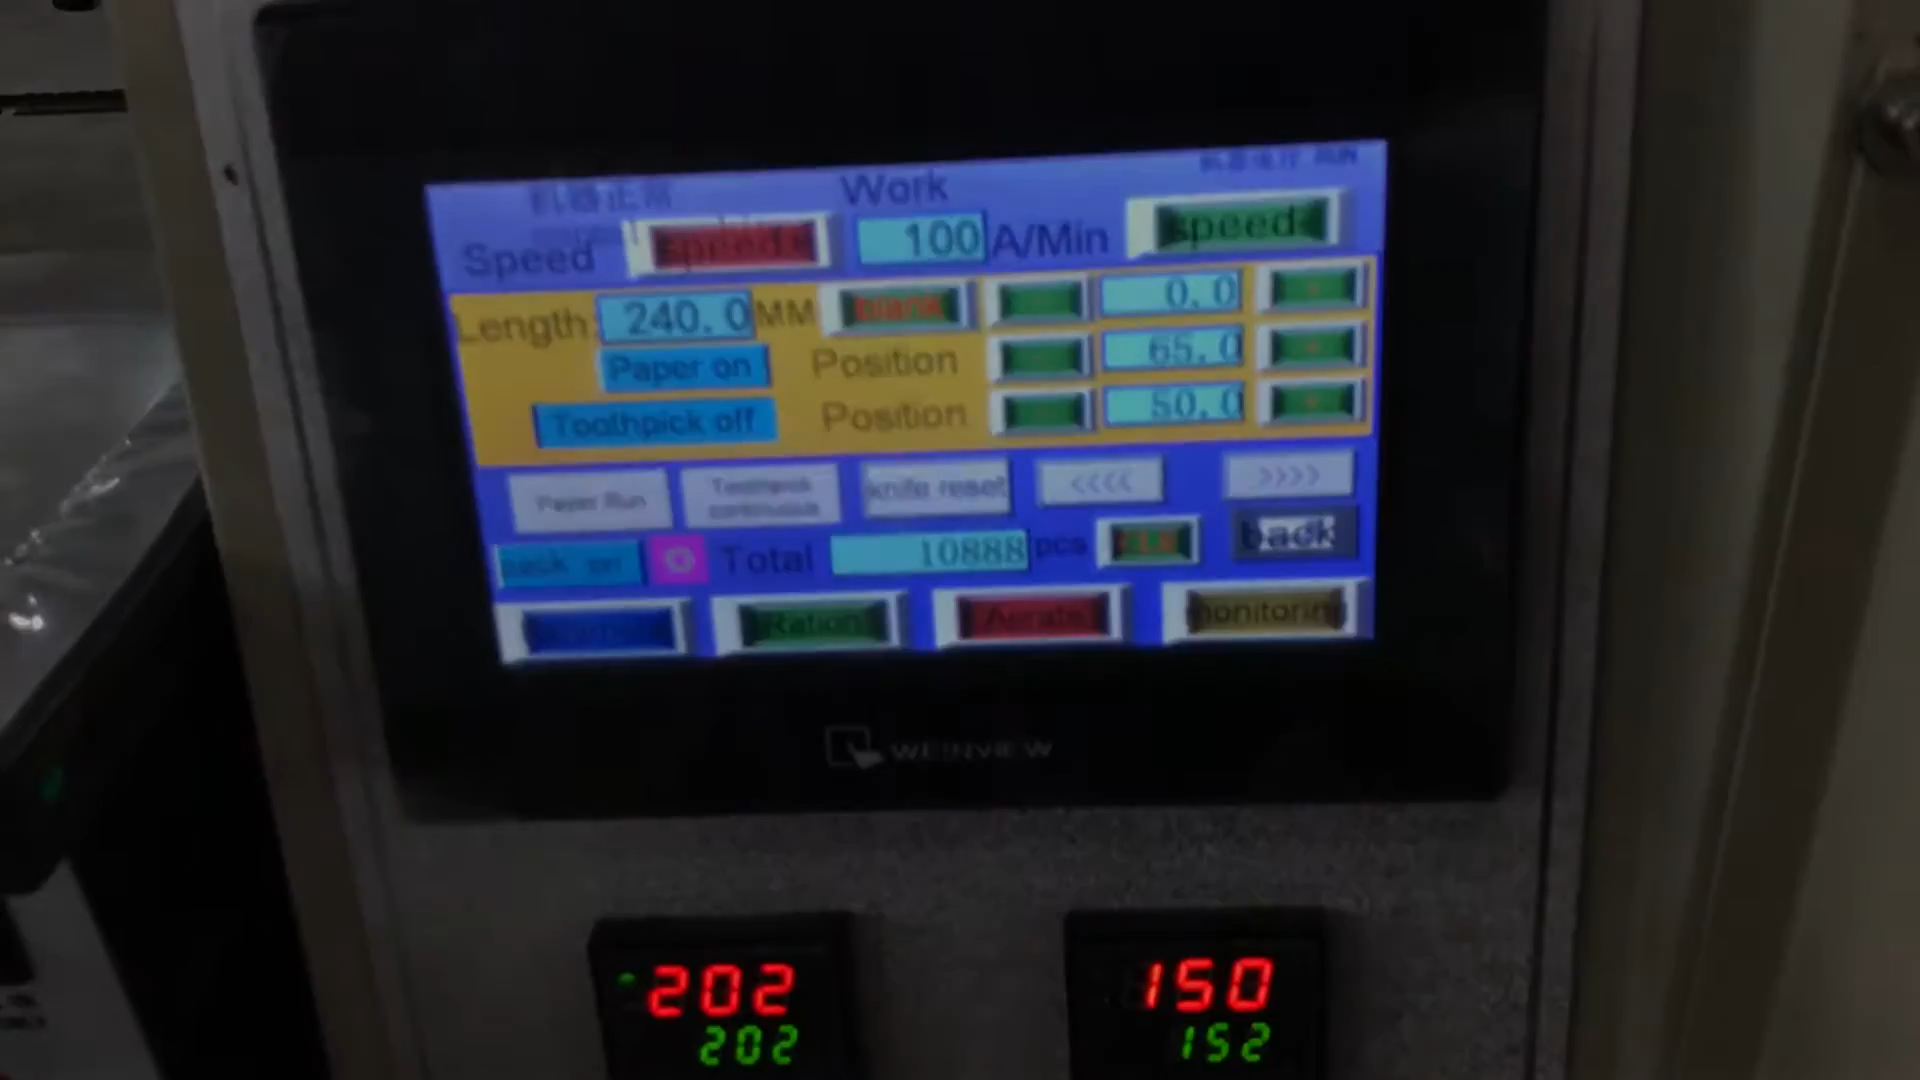 Work
Speed speed 100 A/Min speed
Length: 240.0 MM blank 0.0
Paper on Position 65.0
Toothpick off Position 50.0
Paper Run Toothpick continuous knife reset <<<< >>>>
on Total 10888 pcs back
Ration Aerate monitoring
WEINVIEW
202 150
202 152